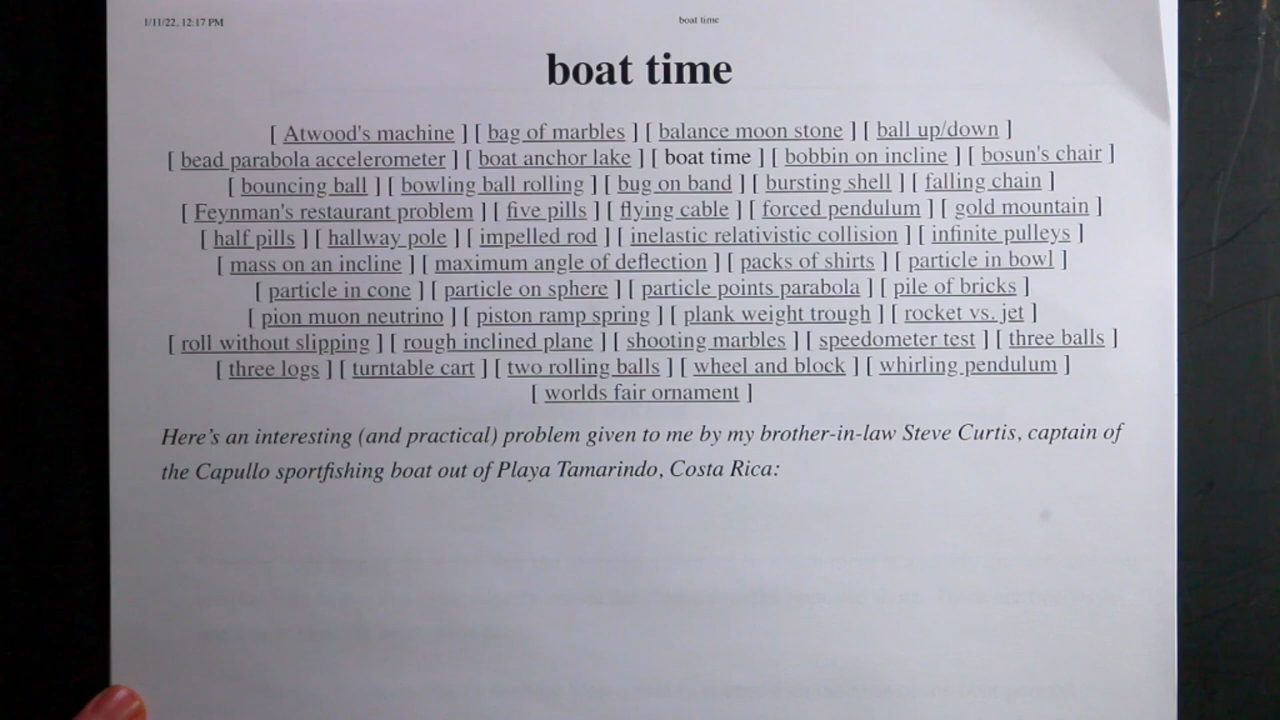 1/11/22, 12:17 PM boat time
boat time
[ Atwood's machine ] [ bag of marbles ] [ balance moon stone ] [ ball up/down ]
[ bead parabola accelerometer ] [ boat anchor lake ] [ boat time ] [ bobbin on incline ] [ bosun's chair ]
[ bouncing ball ] [ bowling ball rolling ] [ bug on band ] [ bursting shell ] [ falling chain ]
[ Feynman's restaurant problem ] [ five pills ] [ flying cable ] [ forced pendulum ] [ gold mountain ]
[ half pills ] [ hallway pole ] [ impelled rod ] [ inelastic relativistic collision ] [ infinite pulleys ]
[ mass on an incline ] [ maximum angle of deflection ] [ packs of shirts ] [ particle in bowl ]
[ particle in cone ] [ particle on sphere ] [ particle points parabola ] [ pile of bricks ]
[ pion muon neutrino ] [ piston ramp spring ] [ plank weight trough ] [ rocket vs. jet ]
[ roll without slipping ] [ rough inclined plane ] [ shooting marbles ] [ speedometer test ] [ three balls ]
[ three logs ] [ turntable cart ] [ two rolling balls ] [ wheel and block ] [ whirling pendulum ]
[ worlds fair ornament ]
Here's an interesting (and practical) problem given to me by my brother-in-law Steve Curtis, captain of
the Capullo sportfishing boat out of Playa Tamarindo, Costa Rica: